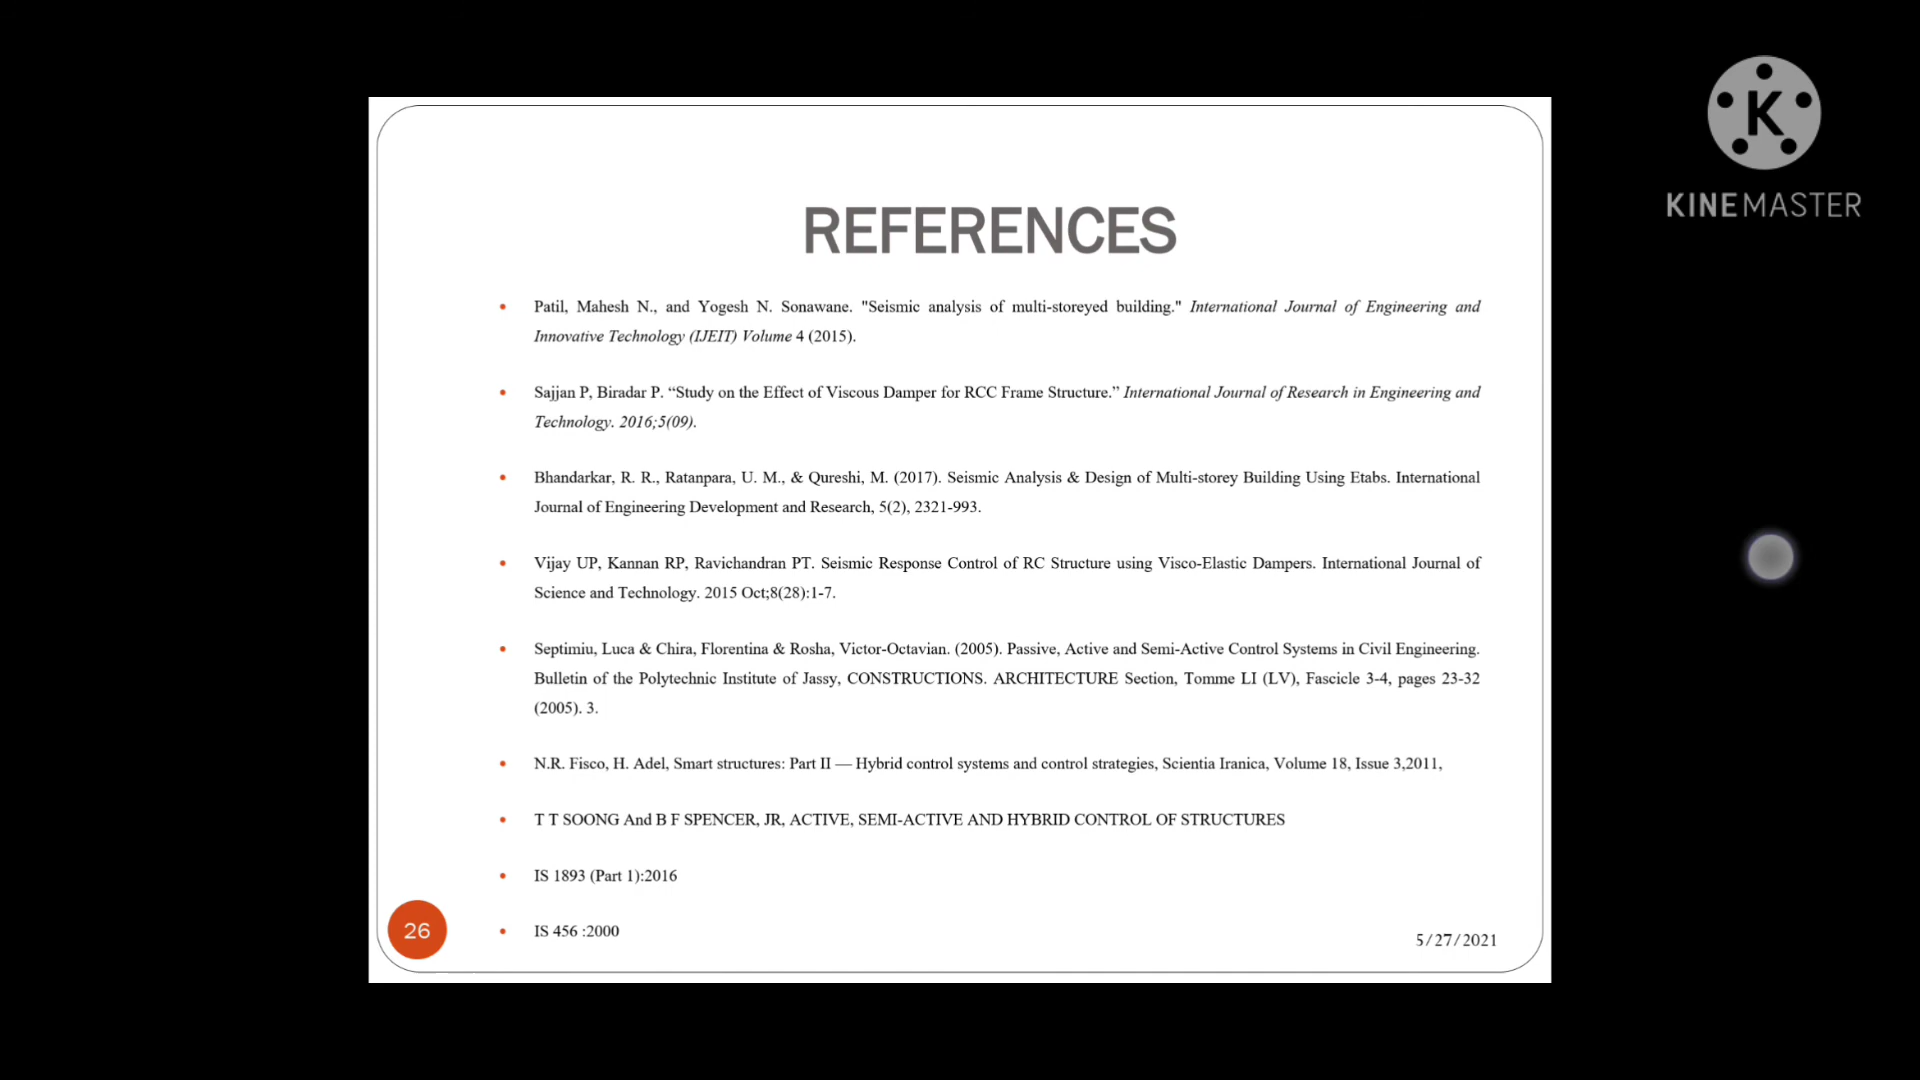 K
KINEMASTER
REFERENCES
• Patil, Mahesh N., and Yogesh N. Sonawane. "Seismic analysis of multi-storeyed building." International Journal of Engineering and
Innovative Technology (IJEIT) Volume 4 (2015).
• Sajjan P, Biradar P. “Study on the Effect of Viscous Damper for RCC Frame Structure.” International Journal of Research in Engineering and
Technology. 2016;5(09).
• Bhandarkar, R. R., Ratanpara, U. M., & Qureshi, M. (2017). Seismic Analysis & Design of Multi-storey Building Using Etabs. International
Journal of Engineering Development and Research, 5(2), 2321-993.
• Vijay UP, Kannan RP, Ravichandran PT. Seismic Response Control of RC Structure using Visco-Elastic Dampers. International Journal of
Science and Technology. 2015 Oct;8(28):1-7.
• Septimiu, Luca & Chira, Florentina & Rosha, Victor-Octavian. (2005). Passive, Active and Semi-Active Control Systems in Civil Engineering.
Bulletin of the Polytechnic Institute of Jassy, CONSTRUCTIONS. ARCHITECTURE Section, Tomme LI (LV), Fascicle 3-4, pages 23-32
(2005). 3.
• N.R. Fisco, H. Adel, Smart structures: Part II — Hybrid control systems and control strategies, Scientia Iranica, Volume 18, Issue 3,2011,
• T T SOONG And B F SPENCER, JR, ACTIVE, SEMI-ACTIVE AND HYBRID CONTROL OF STRUCTURES
• IS 1893 (Part 1):2016
• IS 456 :2000
26
5/27/2021